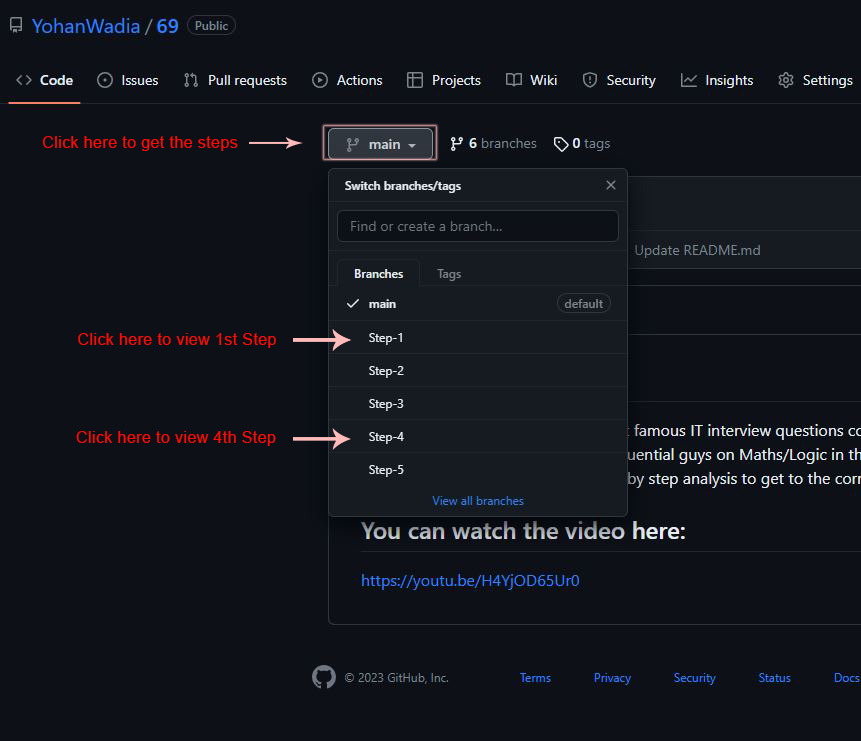 YohanWadia / 69 Public
Code Issues Pull requests Actions Projects Wiki Security Insights Settings
Click here to get the steps
main 6 branches 0 tags
Switch branches/tags
Find or create a branch...
Update README.md
Branches Tags
main default
Click here to view 1st Step
Step-1
Step-2
Step-3
famous IT interview questions
Click here to view 4th Step
Step-4
guys on Maths/Logic in
Step-5
by step analysis to get to the
View all branches
You can watch the video here:
https://youtu.be/H4YjOD65Ur0
© 2023 GitHub, Inc. Terms Privacy Security Status Docs